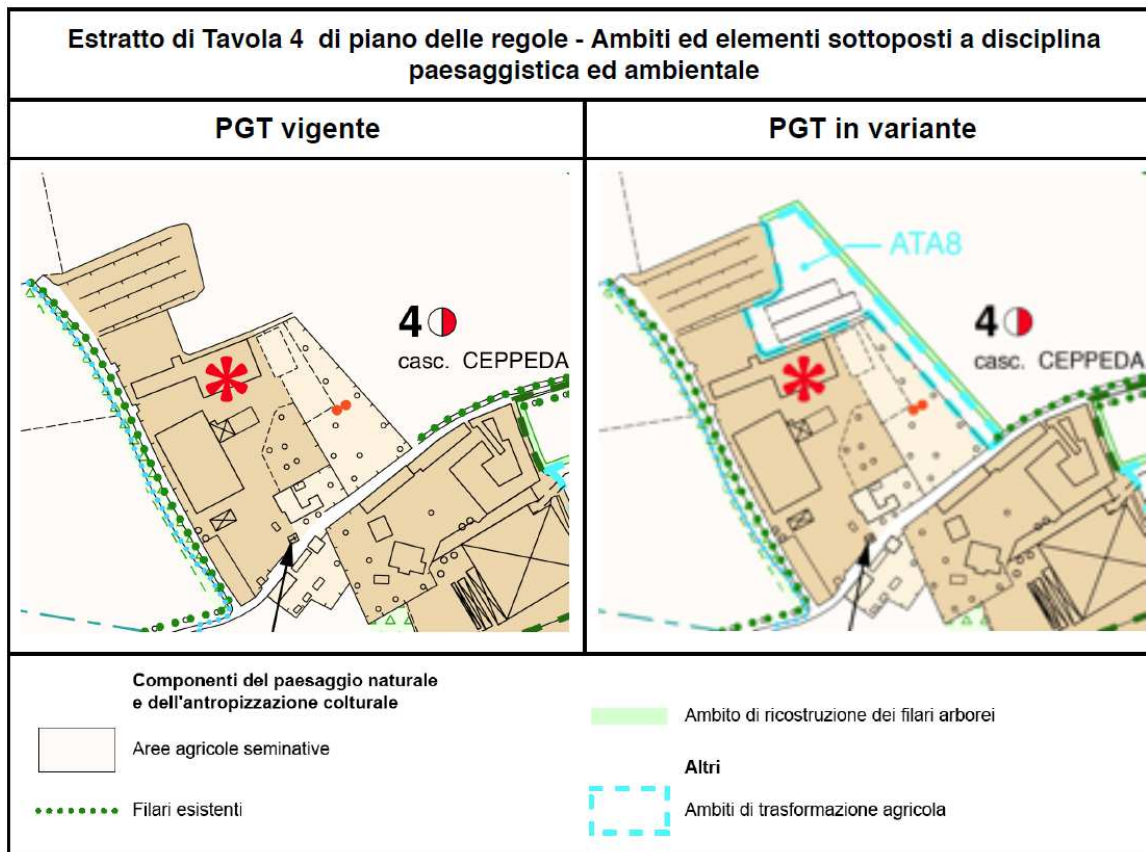 Estratto di Tavola 4 di piano delle regole - Ambiti ed elementi sottoposti a disciplina
paesaggistica ed ambientale
PGT vigente
PGT in variante
4
casc. CEPPEDA
ATA8
4
casc. CEPPEDA
Componenti del paesaggio naturale
e dell'antropizzazione colturale
Aree agricole seminative
Filari esistenti
Ambito di ricostruzione dei filari arborei
Altri
Ambiti di trasformazione agricola